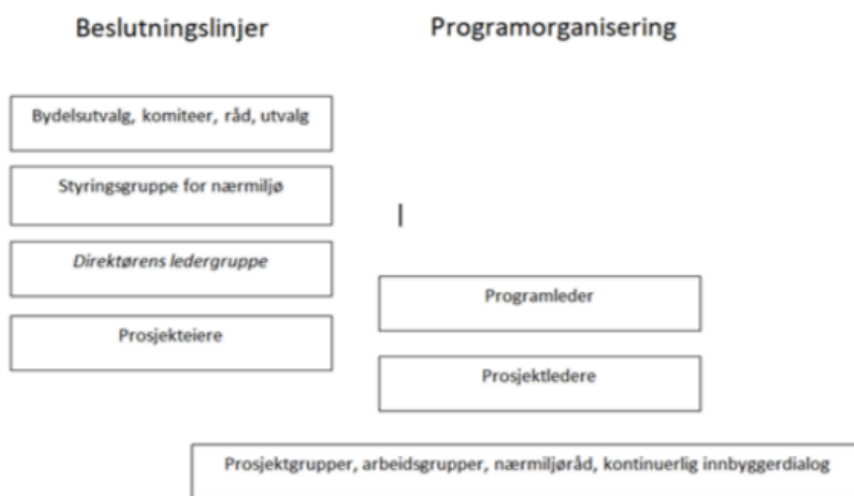 Beslutningslinjer
Programorganisering
Bydelsutvalg, komiteer, råd, utvalg
Styringsgruppe for nærmiljø
Direktørens ledergruppe
Prosjekteiere
Programleder
Prosjektledere
Prosjektgrupper, arbeidsgrupper, nærmiljøråd, kontinuerlig innbyggerdialog